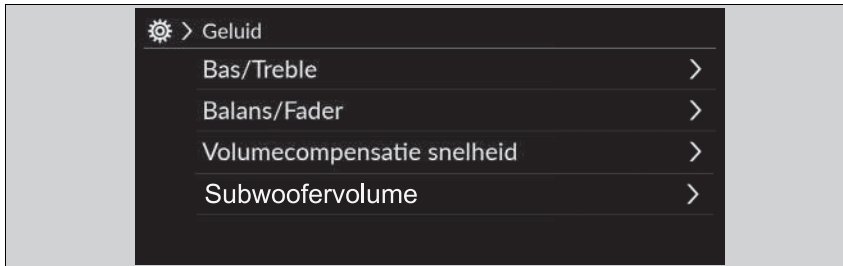 Geluid
Bas/Treble
Balans/Fader
Volumecompensatie snelheid
Subwoofervolume